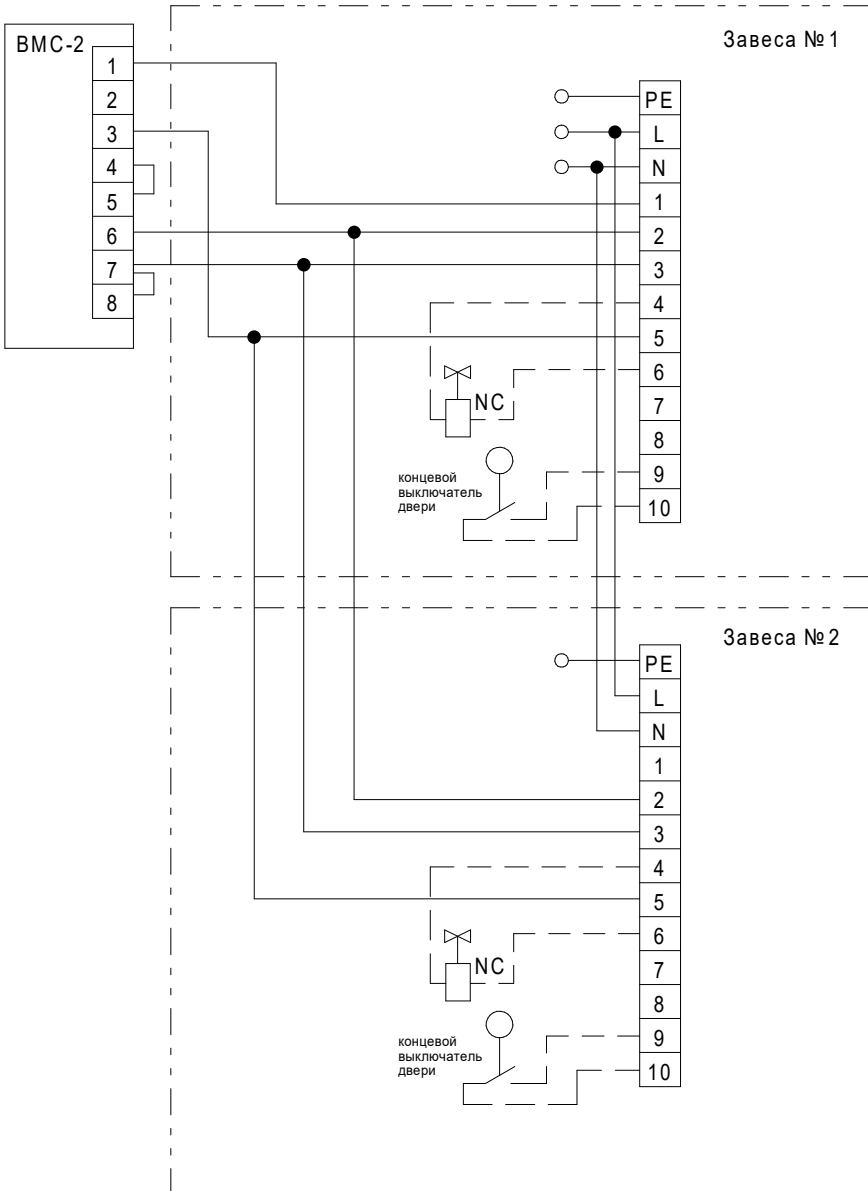 ВМС-2
1
2
3
4
5
6
7
8
Завеса №1
PE
L
N
1
2
3
4
5
6
7
8
9
10
NC
концевой
выключатель
двери
Завеса №2
PE
L
N
1
2
3
4
5
6
7
8
9
10
NC
концевой
выключатель
двери